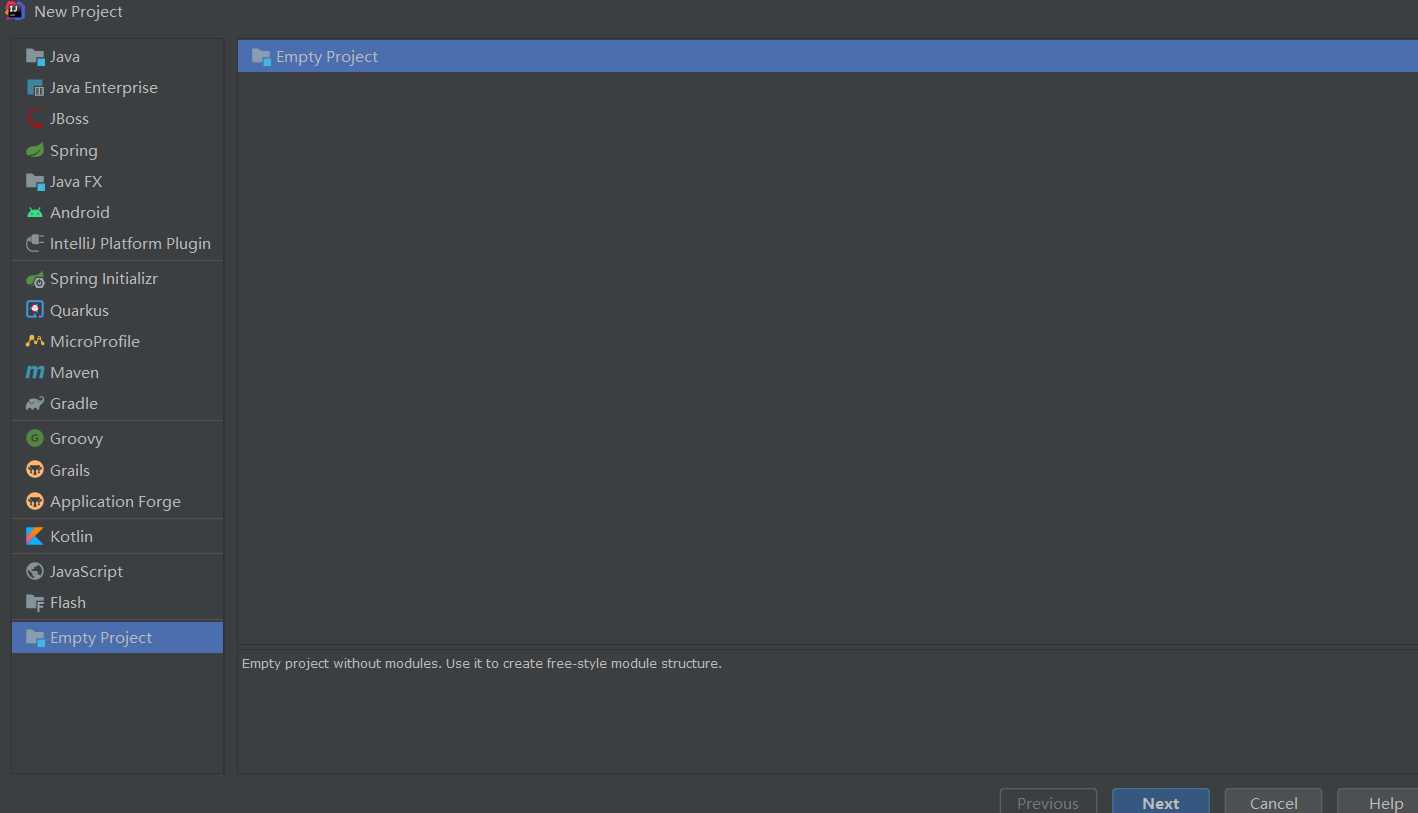 New Project
Java
Java Enterprise
JBoss
Spring
Java FX
Android
IntelliJ Platform Plugin
Spring Initializr
Quarkus
MicroProfile
Maven
Gradle
Groovy
Grails
Application Forge
Kotlin
JavaScript
Flash
Empty Project
Empty Project
Empty project without modules. Use it to create free-style module structure.
Previous Next Cancel Help